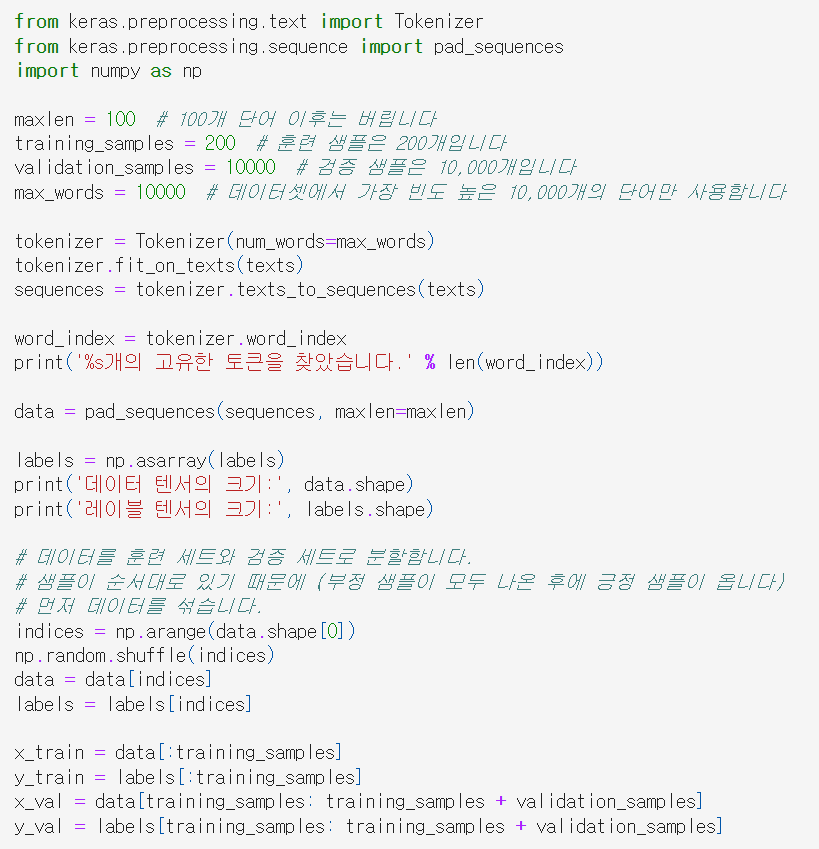 from keras.preprocessing.text import Tokenizer
from keras.preprocessing.sequence import pad_sequences
import numpy as np
maxlen = 100  # 100개 단어 이후는 버립니다
training_samples = 200  # 훈련 샘플은 200개입니다
validation_samples = 10000  # 검증 샘플은 10,000개입니다
max_words = 10000  # 데이터셋에서 가장 빈도 높은 10,000개의 단어만 사용합니다
tokenizer = Tokenizer(num_words=max_words)
tokenizer.fit_on_texts(texts)
sequences = tokenizer.texts_to_sequences(texts)
word_index = tokenizer.word_index
print('%s개의 고유한 토큰을 찾았습니다.' % len(word_index))
data = pad_sequences(sequences, maxlen=maxlen)
labels = np.asarray(labels)
print('데이터 텐서의 크기:', data.shape)
print('레이블 텐서의 크기:', labels.shape)
# 데이터를 훈련 세트와 검증 세트로 분할합니다.
# 샘플이 순서대로 있기 때문에 (부정 샘플이 모두 나온 후에 긍정 샘플이 옵니다)
# 먼저 데이터를 섞습니다.
indices = np.arange(data.shape[0])
np.random.shuffle(indices)
data = data[indices]
labels = labels[indices]
x_train = data[:training_samples]
y_train = labels[:training_samples]
x_val = data[training_samples: training_samples + validation_samples]
y_val = labels[training_samples: training_samples + validation_samples]